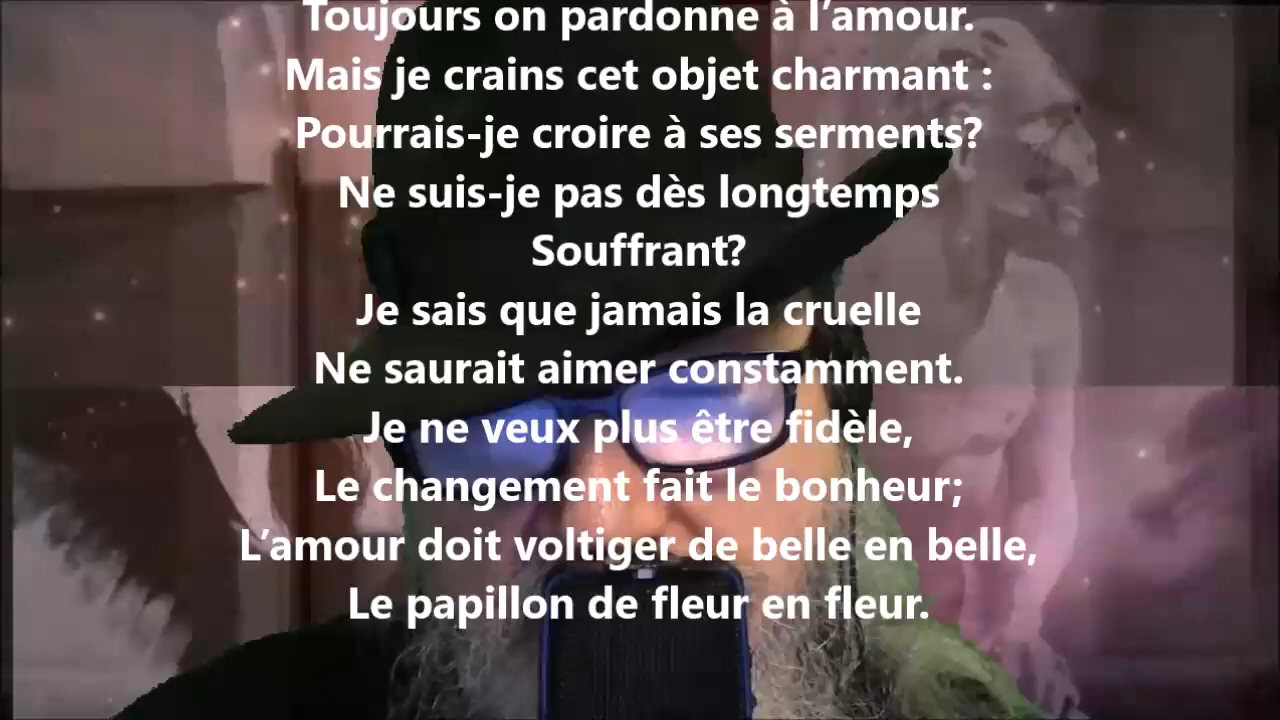 Toujours on pardonne à l’amour.
Mais je crains cet objet charmant :
Pourrais-je croire à ses serments?
Ne suis-je pas dès longtemps
Souffrant?
Je sais que jamais la cruelle
Ne saurait aimer constamment.
Je ne veux plus être fidèle,
Le changement fait le bonheur;
L’amour doit voltiger de belle en belle,
Le papillon de fleur en fleur.